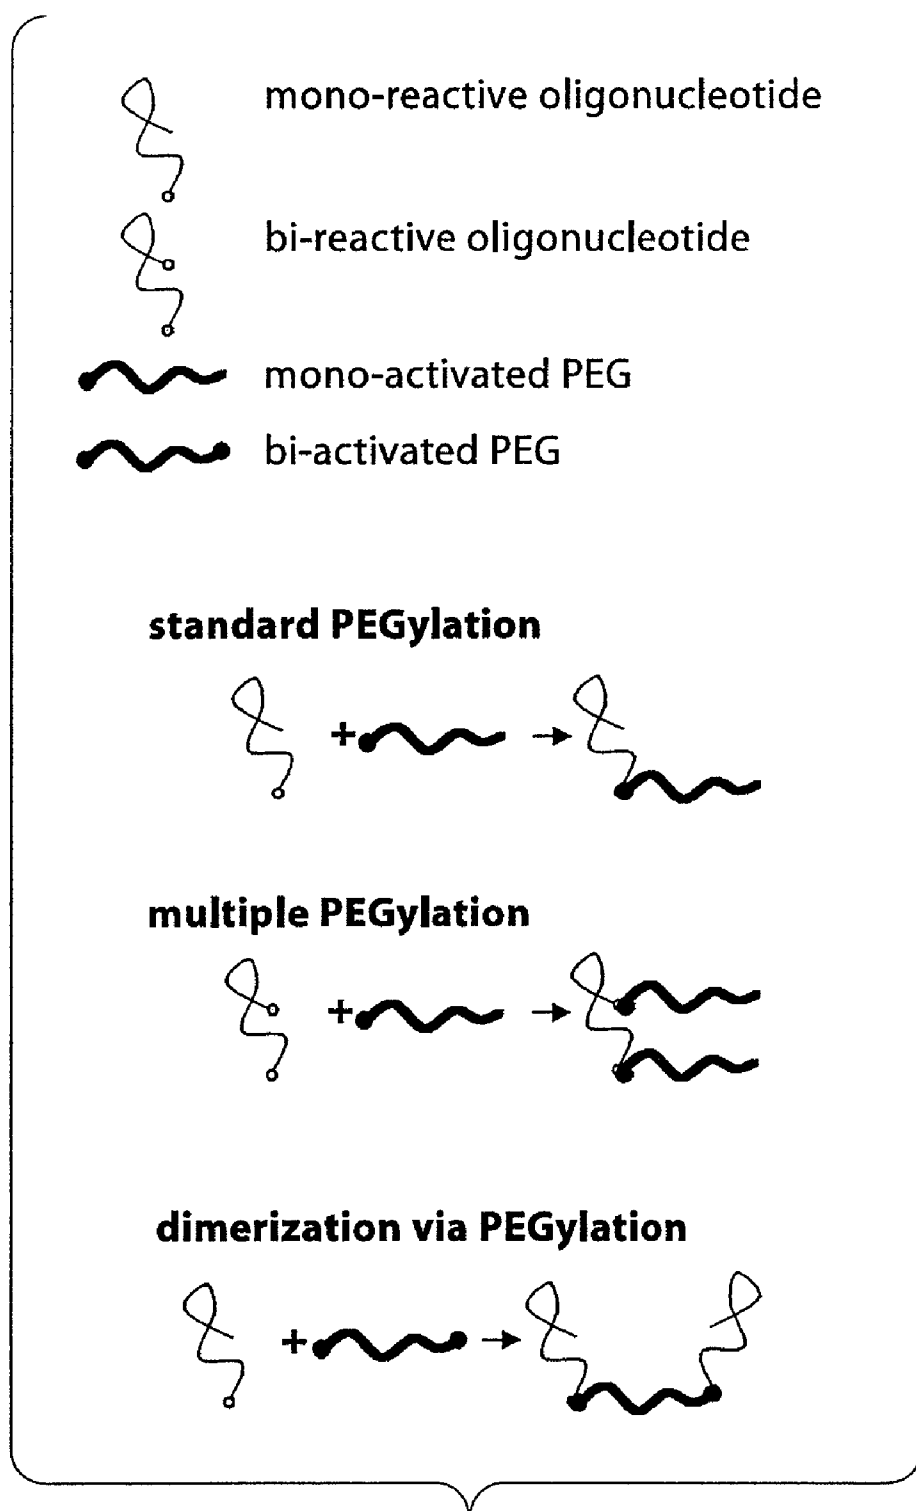 mono-reactive oligonucleotide
bi-reactive oligonucleotide
mono-activated PEG
bi-activated PEG
standard PEGylation
+
multiple PEGylation
+
dimerization via PEGylation
+